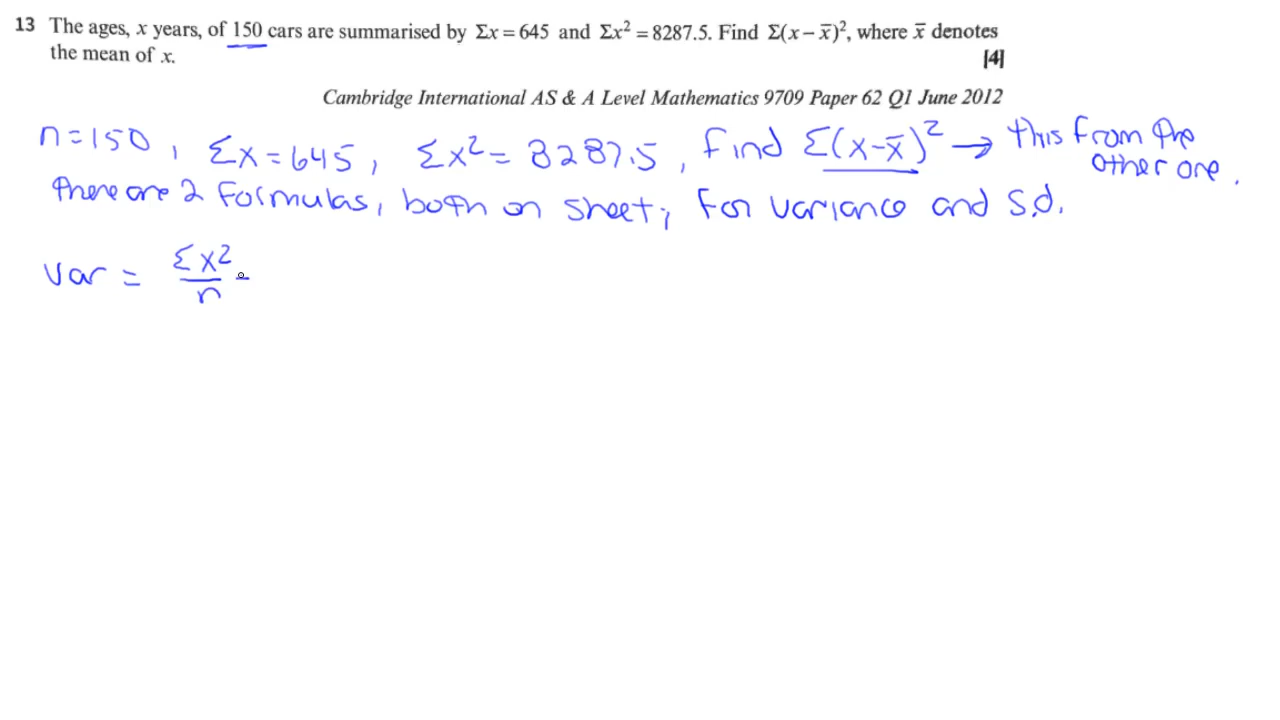 13 The ages, x years, of 150 cars are summarised by Σx = 645 and Σx² = 8287.5. Find Σ(x − x̄)², where x̄ denotes
the mean of x. [4]
Cambridge International AS & A Level Mathematics 9709 Paper 62 Q1 June 2012
n=150, Σx=645, Σx²=8287.5, find Σ(x-x̄)² → this from the
other one.
there are 2 formulas, both on sheet, for variance and s.d.
Var = Σx²/n -